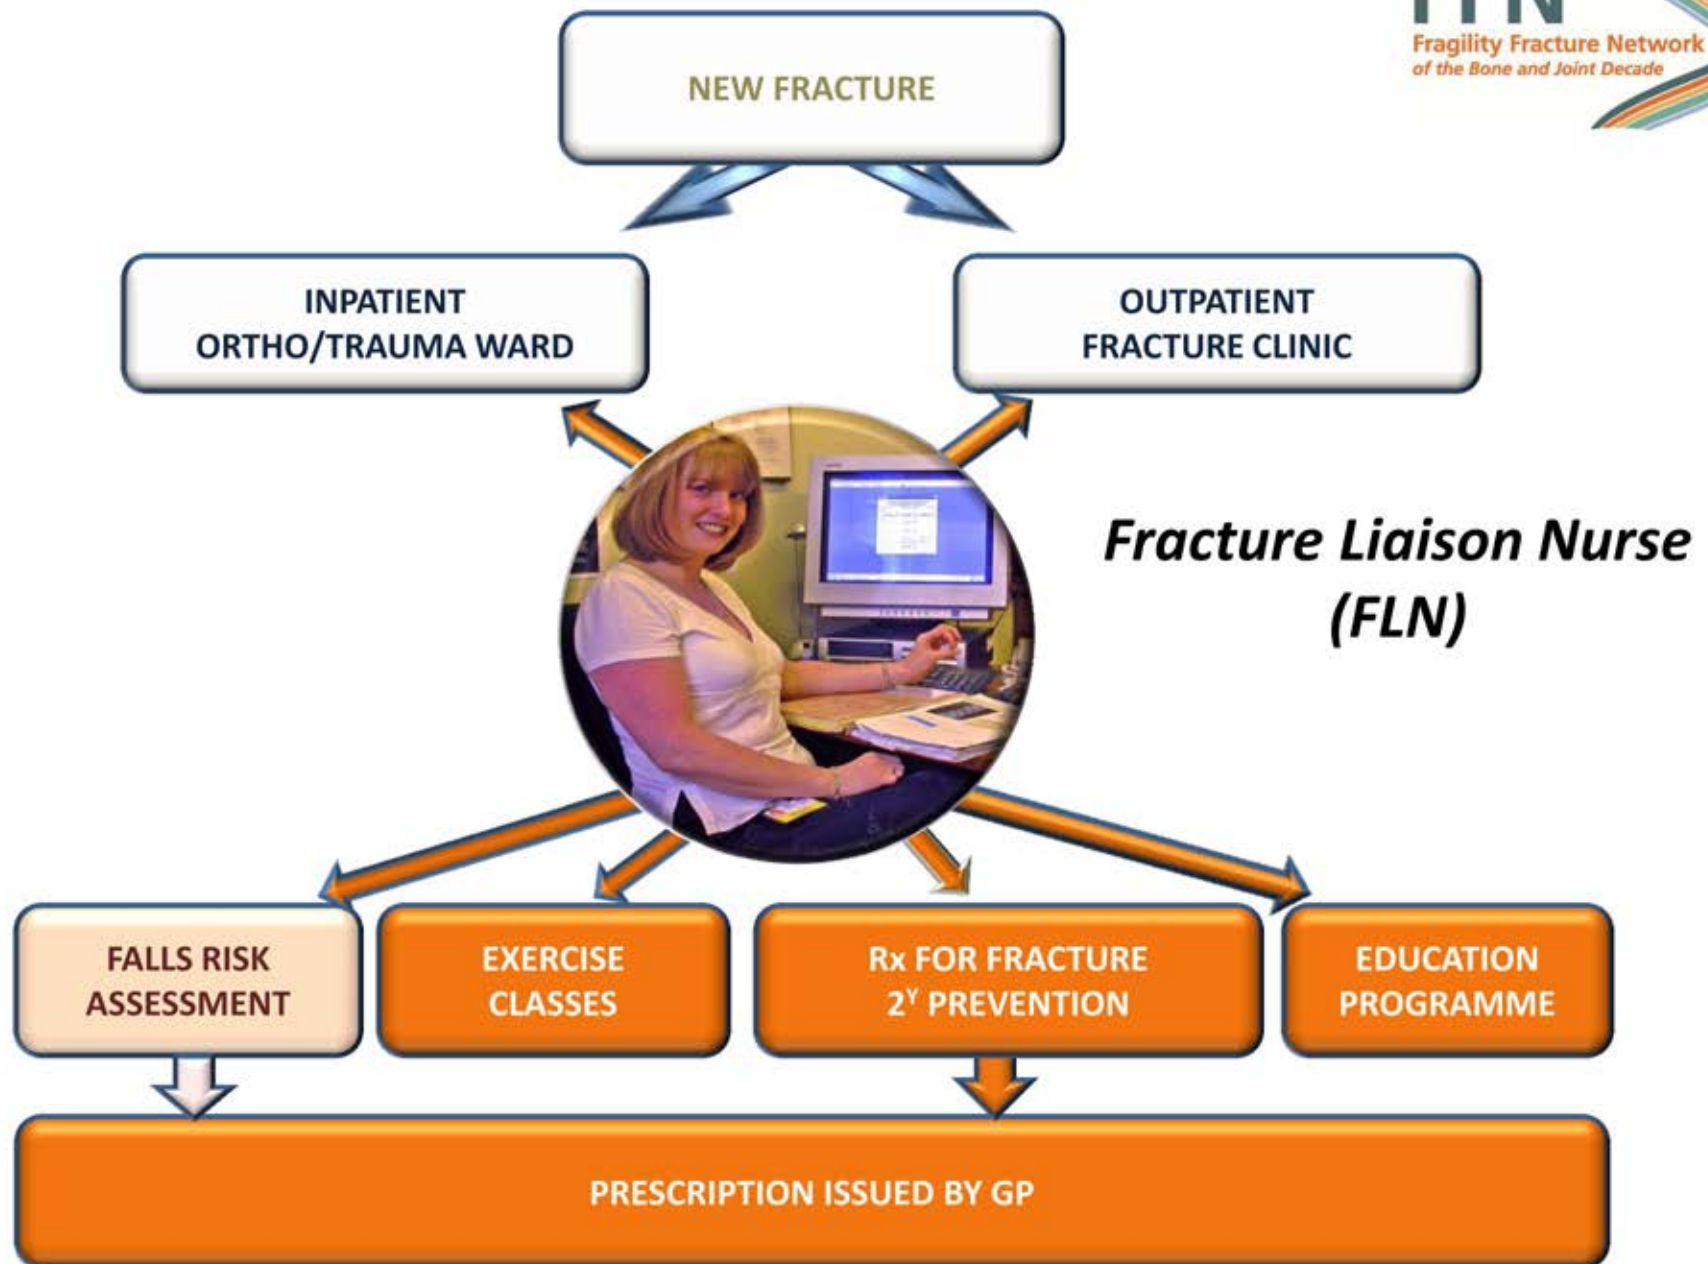 FFN
Fragility Fracture Network
of the Bone and Joint Decade
NEW FRACTURE
INPATIENT
ORTHO/TRAUMA WARD
OUTPATIENT
FRACTURE CLINIC
Fracture Liaison Nurse
(FLN)
FALLS RISK
ASSESSMENT
EXERCISE
CLASSES
Rx FOR FRACTURE
2ʸ PREVENTION
EDUCATION
PROGRAMME
PRESCRIPTION ISSUED BY GP